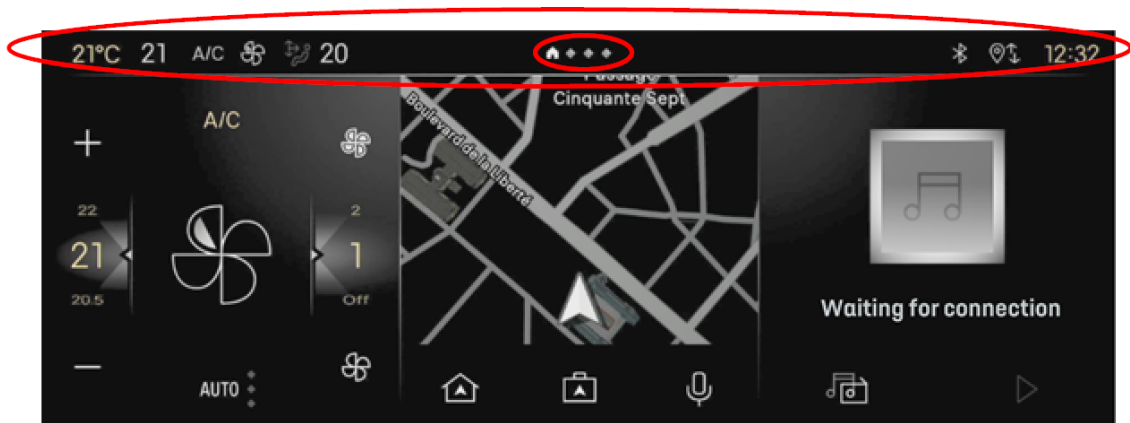 21°C 21 A/C 20 12:32
A/C
22
21
20.5
2
1
Off
AUTO
Passage
Cinquante Sept
Boulevard de la Liberté
Waiting for connection